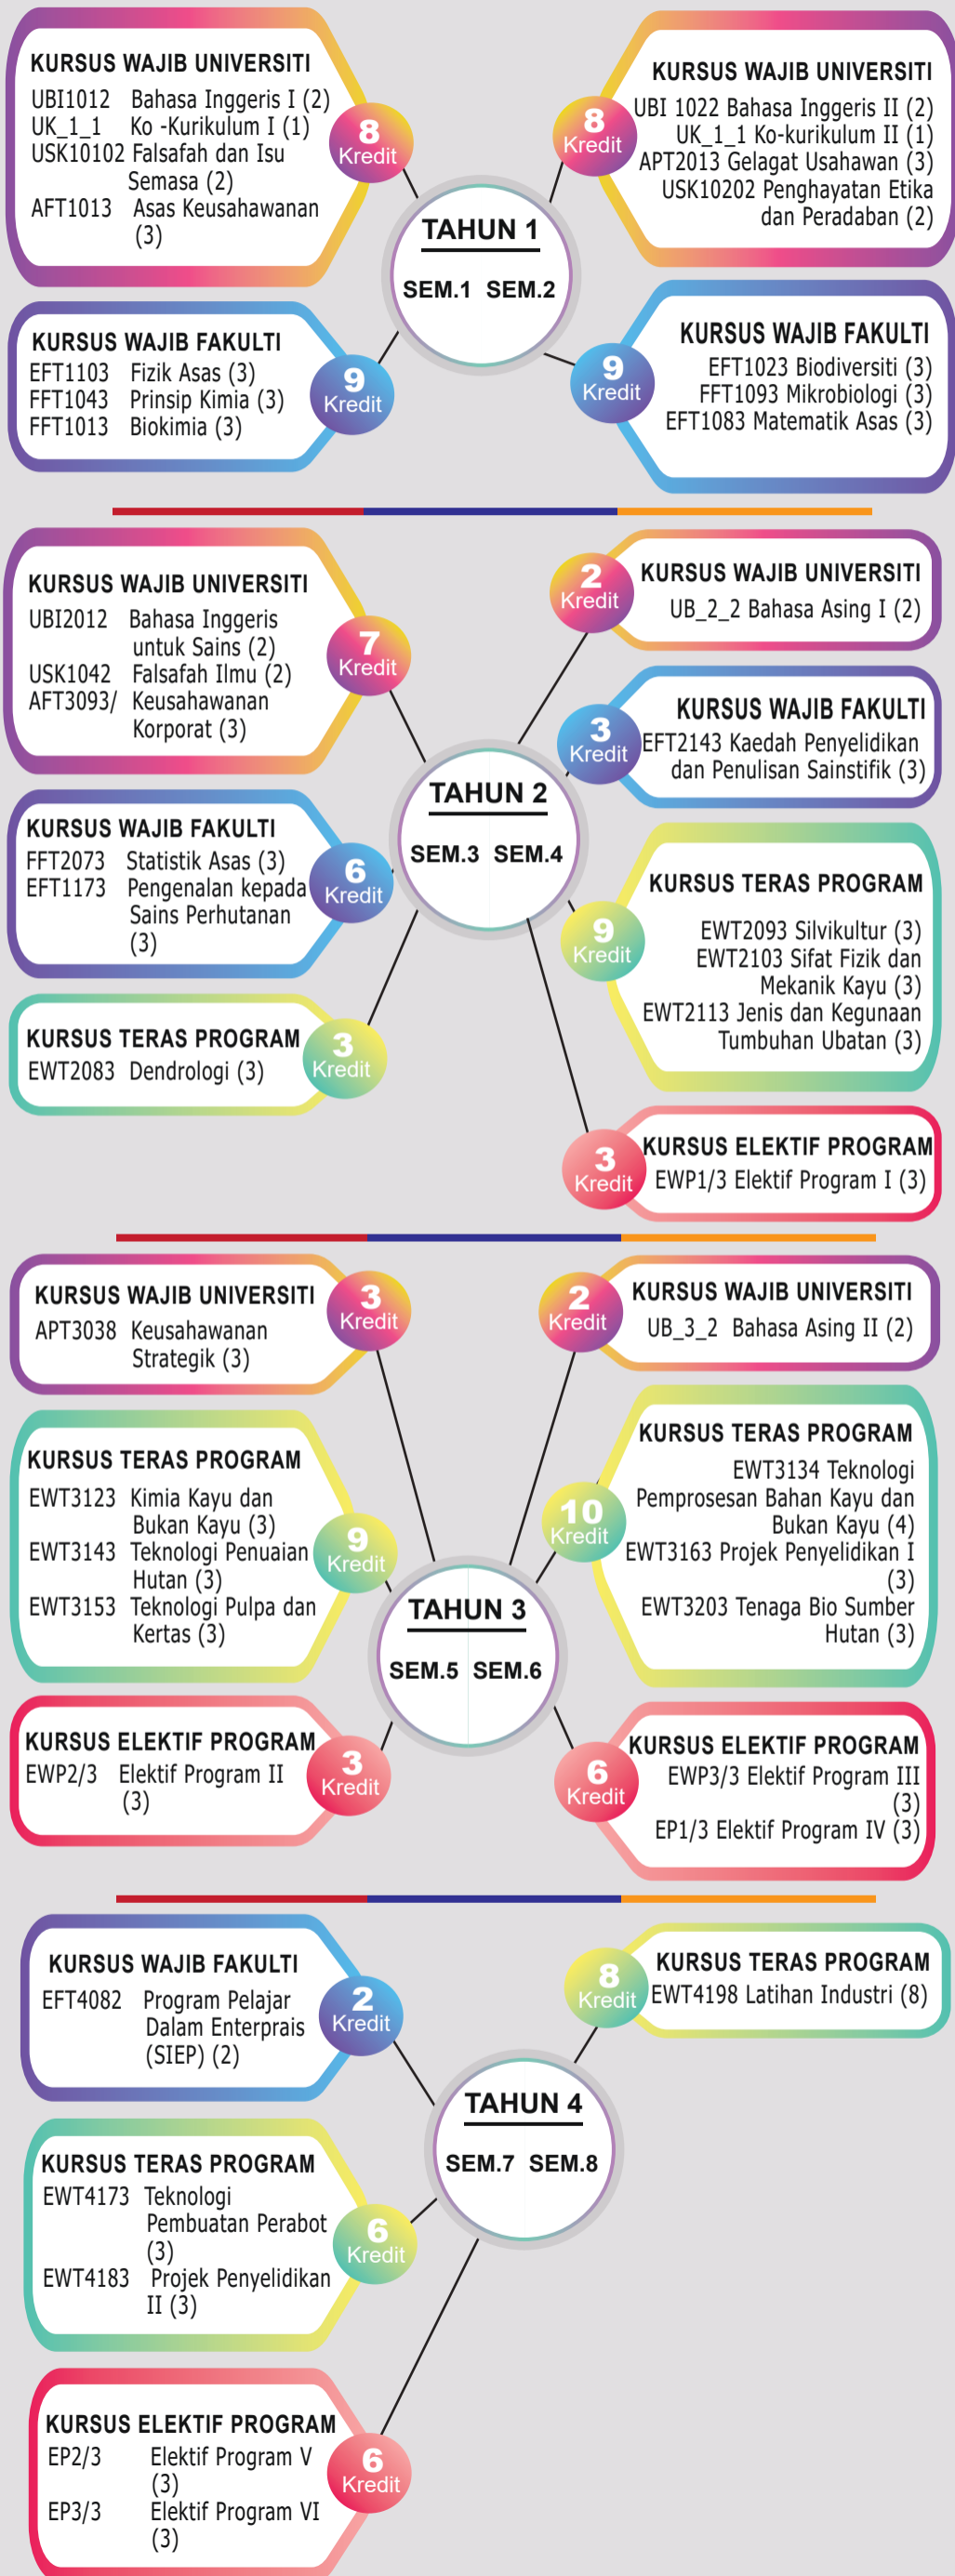 KURSUS WAJIB UNIVERSITI
UBI1012 Bahasa Inggeris I (2)
UK_1_1 Ko -Kurikulum I (1)
USK10102 Falsafah dan Isu
Semasa (2)
AFT1013 Asas Keusahawanan
(3)
8
Kredit
KURSUS WAJIB UNIVERSITI
UBI 1022 Bahasa Inggeris II (2)
UK_1_1 Ko-kurikulum II (1)
APT2013 Gelagat Usahawan (3)
USK10202 Penghayatan Etika
dan Peradaban (2)
8
Kredit
TAHUN 1
SEM.1 SEM.2
KURSUS WAJIB FAKULTI
EFT1103 Fizik Asas (3)
FFT1043 Prinsip Kimia (3)
FFT1013 Biokimia (3)
9
Kredit
KURSUS WAJIB FAKULTI
EFT1023 Biodiversiti (3)
FFT1093 Mikrobiologi (3)
EFT1083 Matematik Asas (3)
9
Kredit
KURSUS WAJIB UNIVERSITI
UBI2012 Bahasa Inggeris
untuk Sains (2)
USK1042 Falsafah Ilmu (2)
AFT3093/ Keusahawanan
Korporat (3)
7
Kredit
KURSUS WAJIB FAKULTI
FFT2073 Statistik Asas (3)
EFT1173 Pengenalan kepada
Sains Perhutanan
(3)
6
Kredit
KURSUS TERAS PROGRAM
EWT2083 Dendrologi (3)
3
Kredit
TAHUN 2
SEM.3 SEM.4
2
Kredit
KURSUS WAJIB UNIVERSITI
UB_2_2 Bahasa Asing I (2)
3
Kredit
KURSUS WAJIB FAKULTI
EFT2143 Kaedah Penyelidikan
dan Penulisan Sainstifik (3)
9
Kredit
KURSUS TERAS PROGRAM
EWT2093 Silvikultur (3)
EWT2103 Sifat Fizik dan
Mekanik Kayu (3)
EWT2113 Jenis dan Kegunaan
Tumbuhan Ubatan (3)
3
Kredit
KURSUS ELEKTIF PROGRAM
EWP1/3 Elektif Program I (3)
KURSUS WAJIB UNIVERSITI
APT3038 Keusahawanan
Strategik (3)
3
Kredit
KURSUS TERAS PROGRAM
EWT3123 Kimia Kayu dan
Bukan Kayu (3)
EWT3143 Teknologi Penuaian
Hutan (3)
EWT3153 Teknologi Pulpa dan
Kertas (3)
9
Kredit
KURSUS ELEKTIF PROGRAM
EWP2/3 Elektif Program II
(3)
3
Kredit
TAHUN 3
SEM.5 SEM.6
2
Kredit
KURSUS WAJIB UNIVERSITI
UB_3_2 Bahasa Asing II (2)
10
Kredit
KURSUS TERAS PROGRAM
EWT3134 Teknologi
Pemprosesan Bahan Kayu dan
Bukan Kayu (4)
EWT3163 Projek Penyelidikan I
(3)
EWT3203 Tenaga Bio Sumber
Hutan (3)
6
Kredit
KURSUS ELEKTIF PROGRAM
EWP3/3 Elektif Program III
(3)
EP1/3 Elektif Program IV (3)
KURSUS WAJIB FAKULTI
EFT4082 Program Pelajar
Dalam Enterprais
(SIEP) (2)
2
Kredit
KURSUS TERAS PROGRAM
EWT4173 Teknologi
Pembuatan Perabot
(3)
EWT4183 Projek Penyelidikan
II (3)
6
Kredit
KURSUS ELEKTIF PROGRAM
EP2/3 Elektif Program V
(3)
EP3/3 Elektif Program VI
(3)
6
Kredit
TAHUN 4
SEM.7 SEM.8
8
Kredit
KURSUS TERAS PROGRAM
EWT4198 Latihan Industri (8)